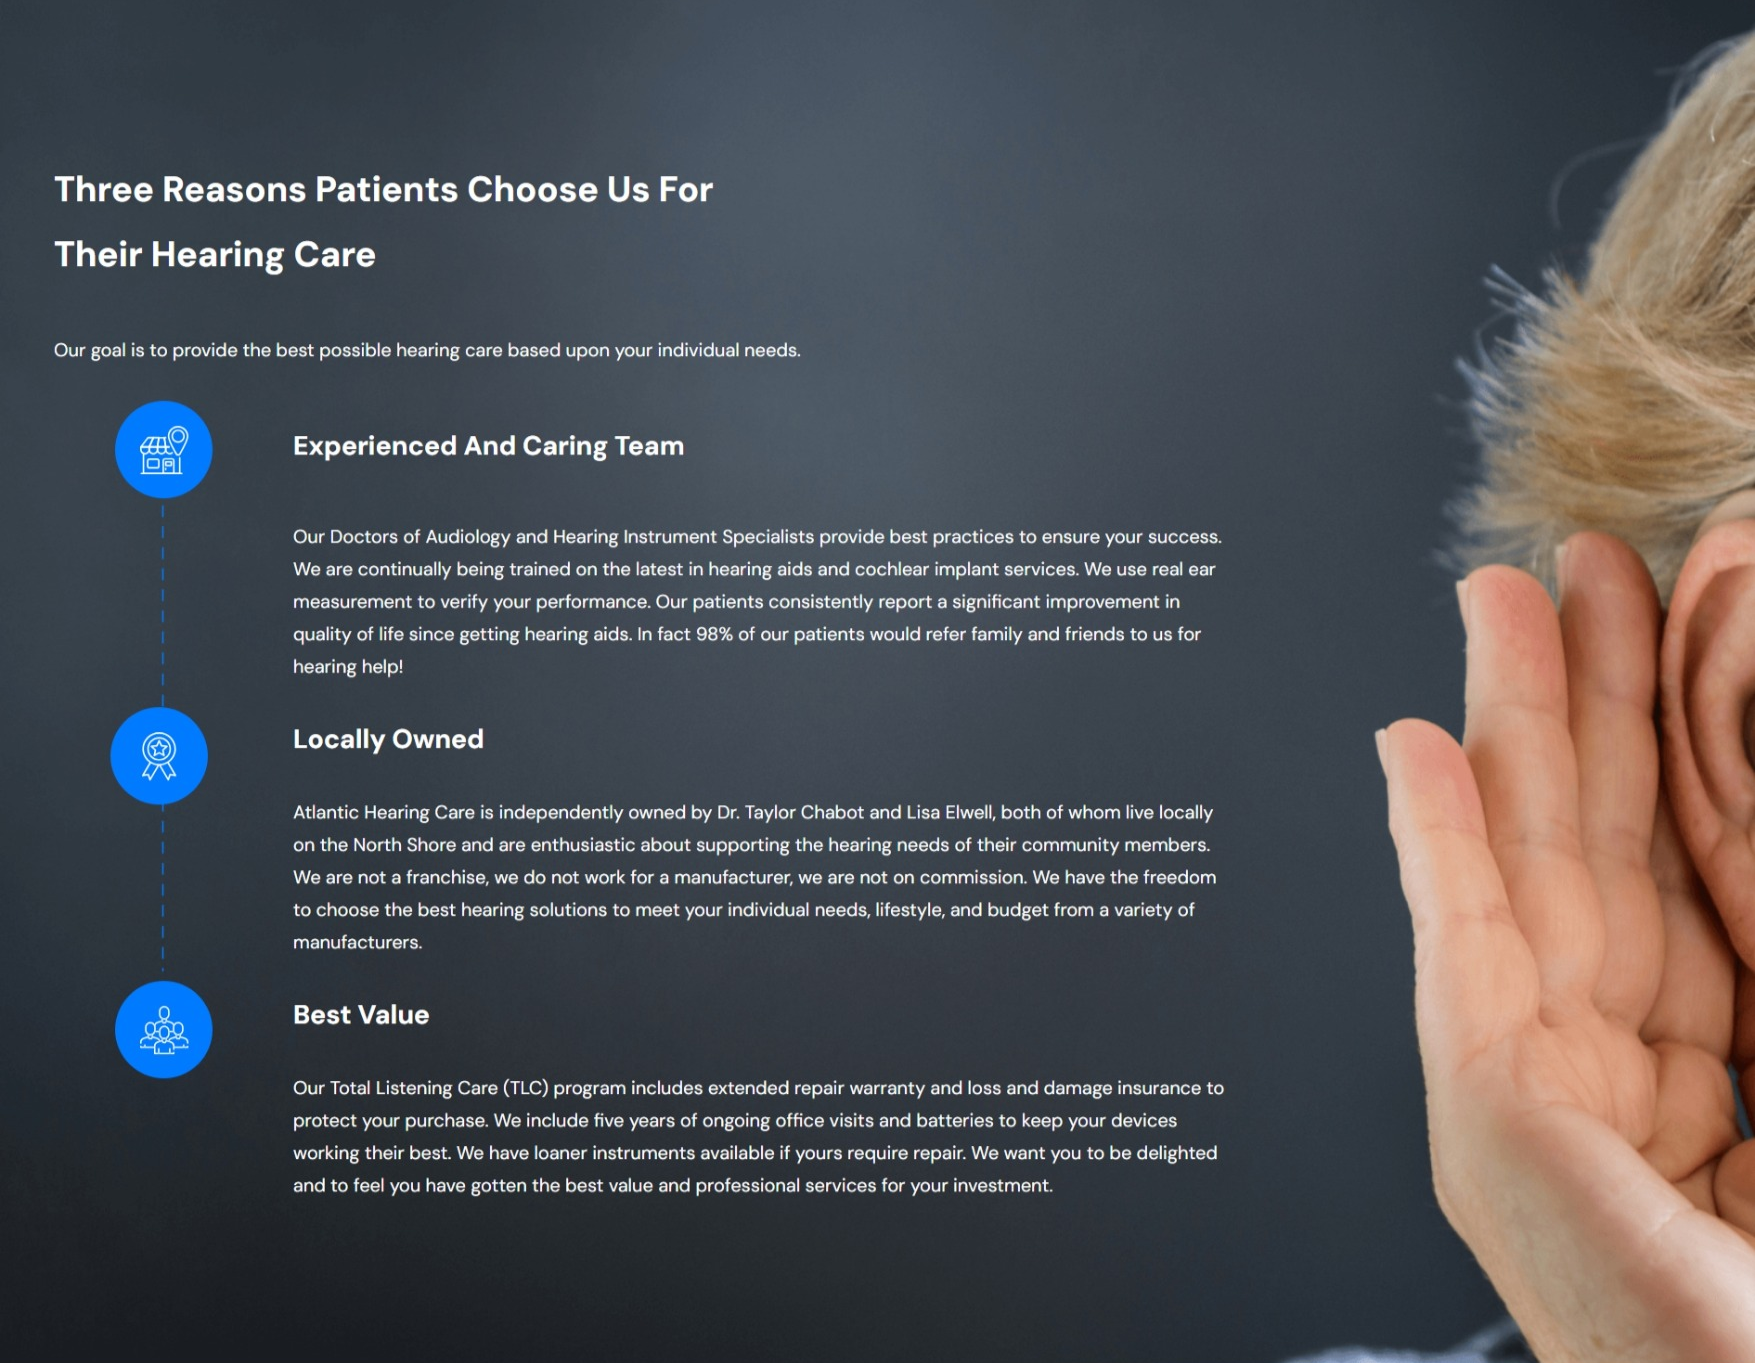 Three Reasons Patients Choose Us For
Their Hearing Care
Our goal is to provide the best possible hearing care based upon your individual needs.
Experienced And Caring Team
Our Doctors of Audiology and Hearing Instrument Specialists provide best practices to ensure your success.
We are continually being trained on the latest in hearing aids and cochlear implant services. We use real ear
measurement to verify your performance. Our patients consistently report a significant improvement in
quality of life since getting hearing aids. In fact 98% of our patients would refer family and friends to us for
hearing help!
Locally Owned
Atlantic Hearing Care is independently owned by Dr. Taylor Chabot and Lisa Elwell, both of whom live locally
on the North Shore and are enthusiastic about supporting the hearing needs of their community members.
We are not a franchise, we do not work for a manufacturer, we are not on commission. We have the freedom
to choose the best hearing solutions to meet your individual needs, lifestyle, and budget from a variety of
manufacturers.
Best Value
Our Total Listening Care (TLC) program includes extended repair warranty and loss and damage insurance to
protect your purchase. We include five years of ongoing office visits and batteries to keep your devices
working their best. We have loaner instruments available if yours require repair. We want you to be delighted
and to feel you have gotten the best value and professional services for your investment.